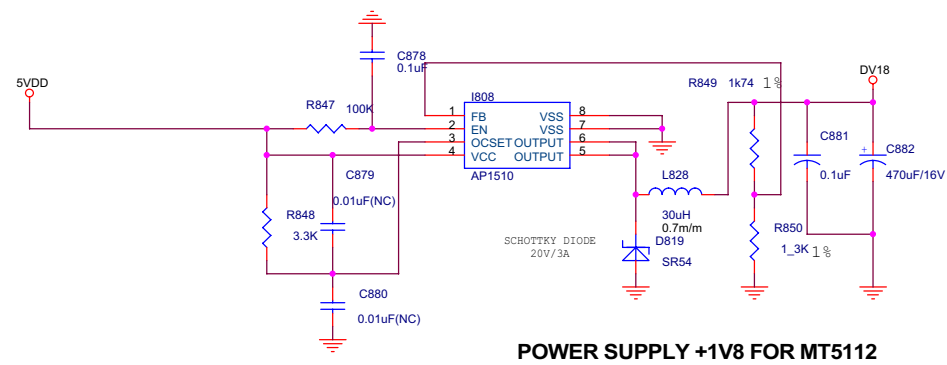 5VDD
R847
100K
C878
0.1uF
I808
1
FB
2
EN
3
OCSET
4
VCC
VSS
8
VSS
7
OUTPUT
6
OUTPUT
5
AP1510
C879
0.01uF(NC)
R848
3.3K
C880
0.01uF(NC)
R849
1k74
1%
DV18
C881
0.1uF
+
C882
470uF/16V
L828
30uH
0.7m/m
D819
SR54
SCHOTTKY DIODE
20V/3A
R850
1_3K
1%
POWER SUPPLY +1V8 FOR MT5112